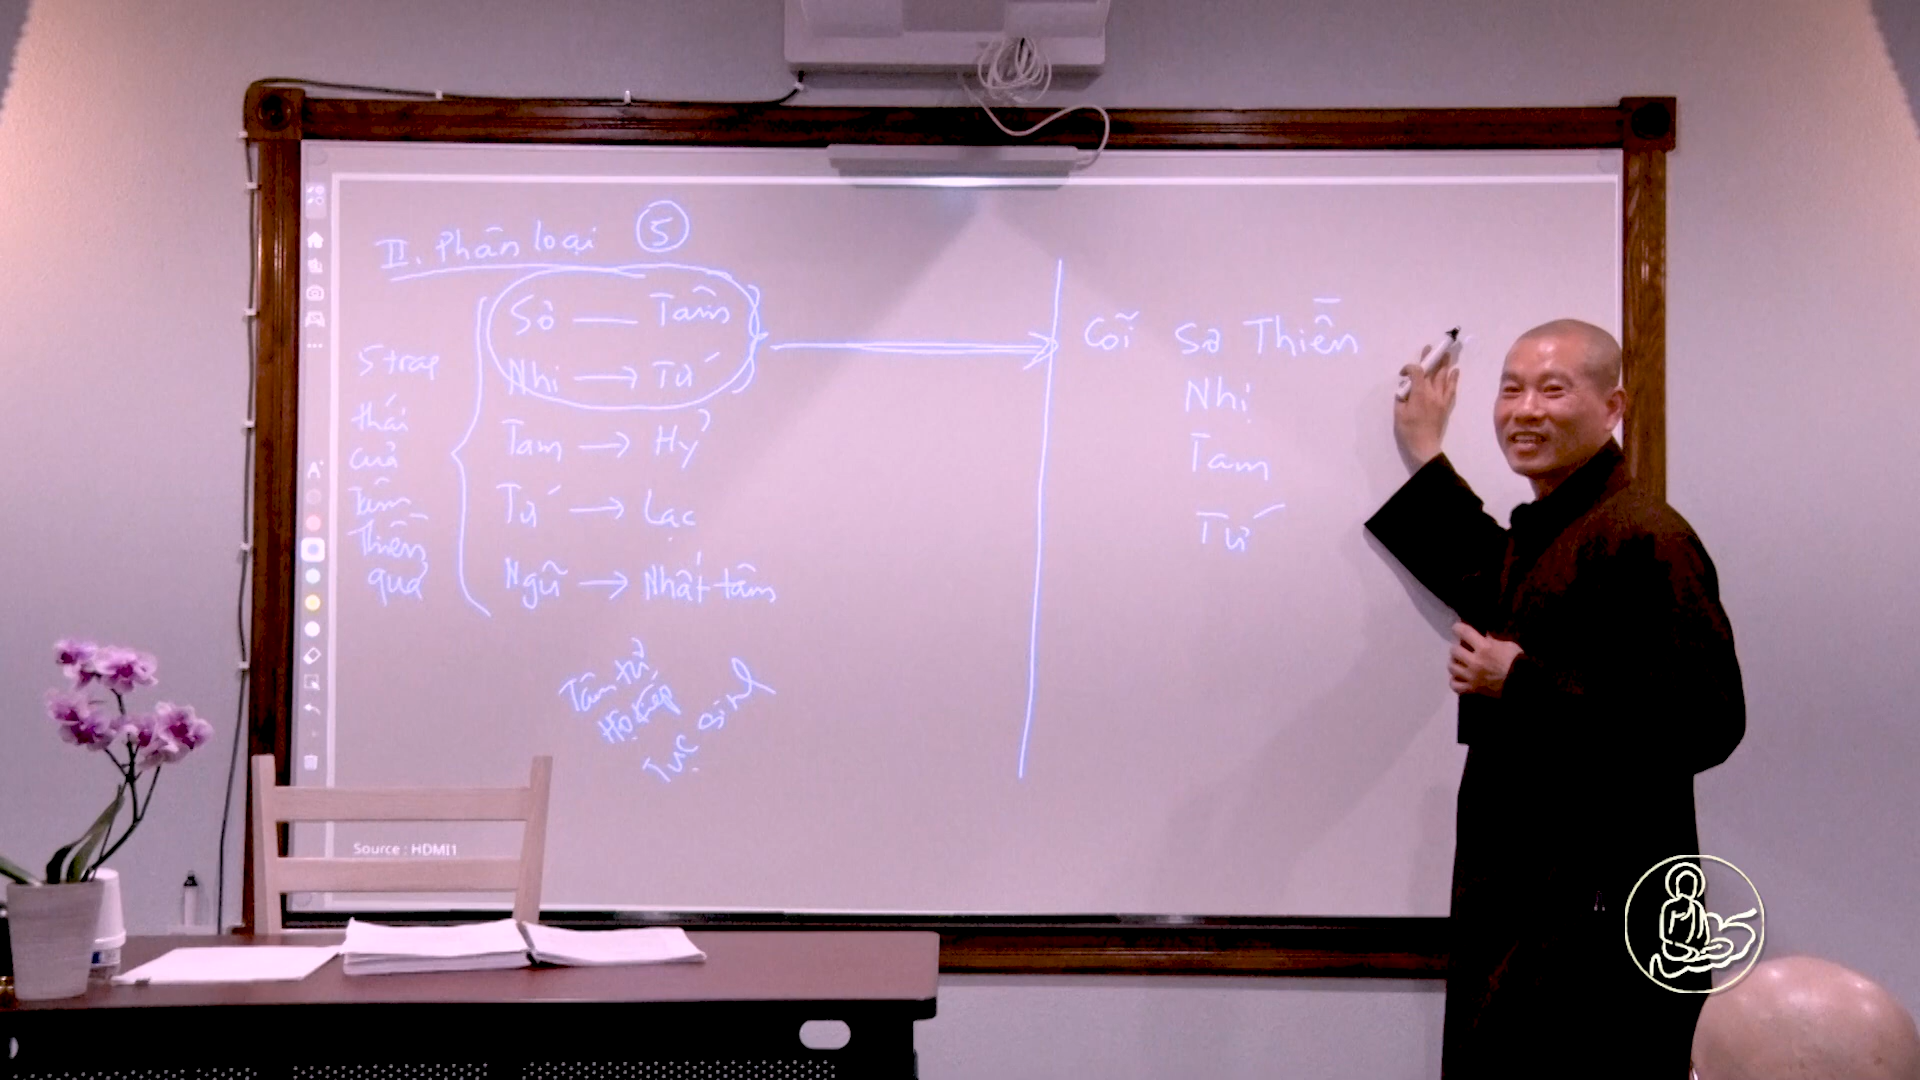 II. Phân loại ⑤
Sơ — Tầm
Nhị → Tứ
Tam → Hỷ
Tứ → Lạc
Ngũ → Nhất tâm
5 trạng
thái
của
tâm
Thiền
quả
Tâm tử
Hộ kiếp
Tục sinh
Cõi Sơ Thiền
Nhị
Tam
Tứ
Source : HDMI1